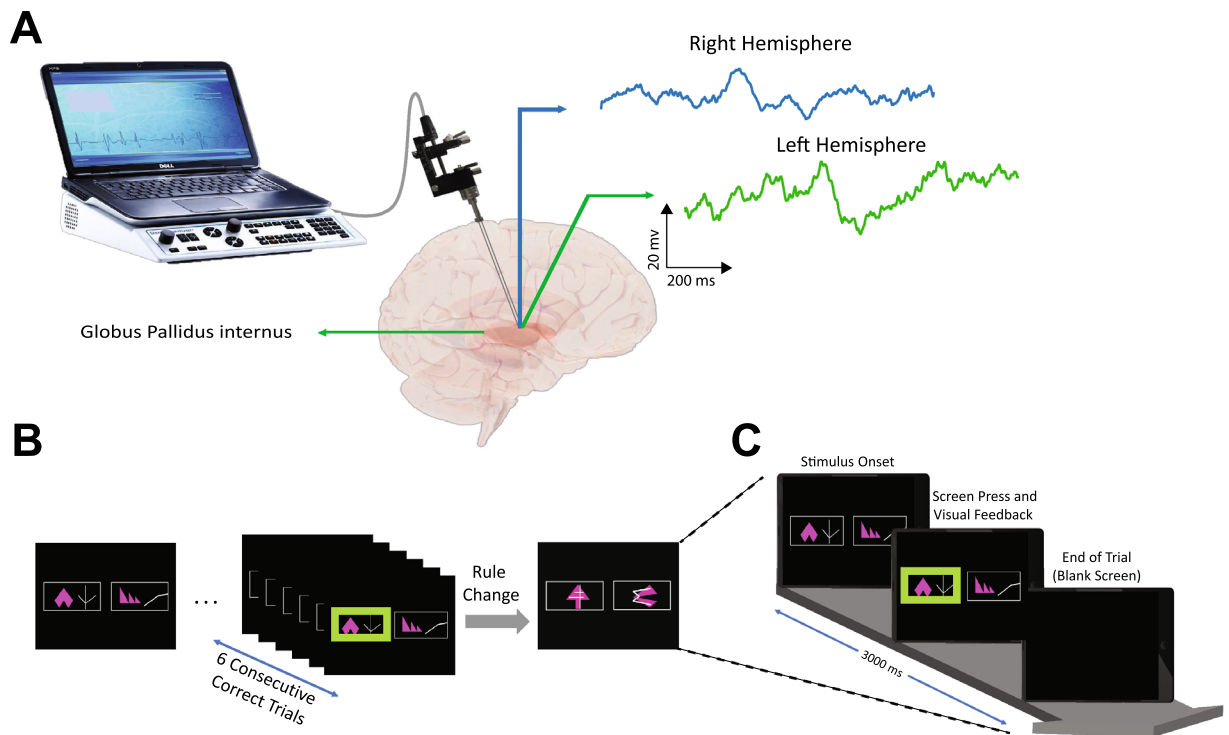 A
Right Hemisphere
Left Hemisphere
20 mv
200 ms
DELL
Globus Pallidus internus
B
...
6 Consecutive
Correct Trials
Rule
Change
C
Stimulus Onset
Screen Press and
Visual Feedback
End of Trial
(Blank Screen)
3000 ms